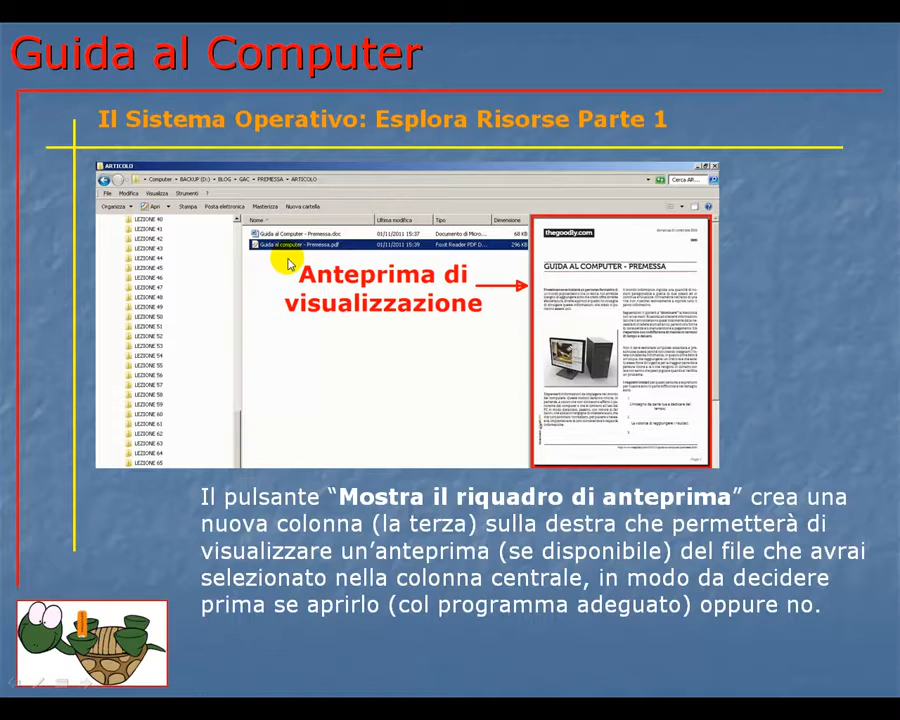 Guida al Computer
Il Sistema Operativo: Esplora Risorse Parte 1
ARTICOLO
Computer BACKUP (D:) BLOG GAC PREMESSA ARTICOLO
Cerca AR...
File Modifica Visualizza Strumenti ?
Organizza Apri Stampa Posta elettronica Masterizza Nuova cartella
Nome Ultima modifica Tipo Dimensione
Guida al Computer - Premessa.doc 01/11/2011 15:37 Documento di Micro... 68 KB
Guida al computer - Premessa.pdf 01/11/2011 15:39 Foxit Reader PDF D... 296 KB
LEZIONE 40
LEZIONE 41
LEZIONE 42
LEZIONE 43
LEZIONE 44
LEZIONE 45
LEZIONE 46
LEZIONE 47
LEZIONE 48
LEZIONE 49
LEZIONE 50
LEZIONE 51
LEZIONE 52
LEZIONE 53
LEZIONE 54
LEZIONE 55
LEZIONE 56
LEZIONE 57
LEZIONE 58
LEZIONE 59
LEZIONE 60
LEZIONE 61
LEZIONE 62
LEZIONE 63
LEZIONE 64
LEZIONE 65
Anteprima di
visualizzazione
thegoodly.com
GUIDA AL COMPUTER - PREMESSA
Il pulsante “Mostra il riquadro di anteprima” crea una
nuova colonna (la terza) sulla destra che permetterà di
visualizzare un’anteprima (se disponibile) del file che avrai
selezionato nella colonna centrale, in modo da decidere
prima se aprirlo (col programma adeguato) oppure no.